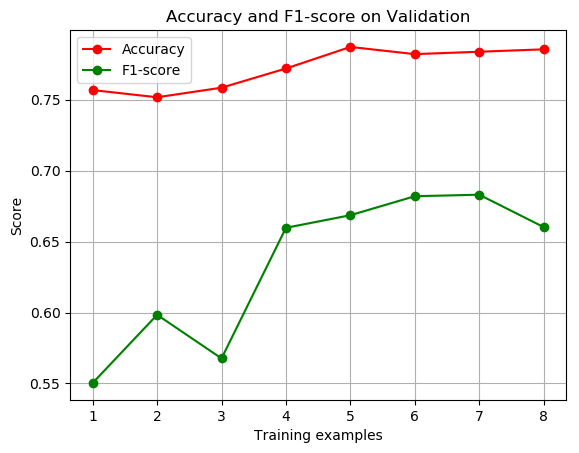 Accuracy and F1-score on Validation
Accuracy
F1-score
0.75
0.70
0.65
0.60
0.55
Score
1 2 3 4 5 6 7 8
Training examples